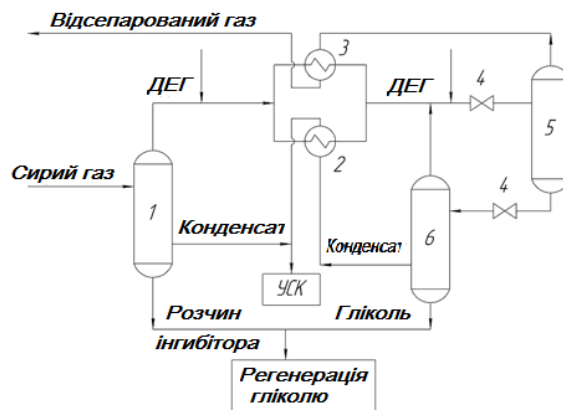 Відсепарований газ
3
ДЕГ
ДЕГ
4
5
2
Сирий газ
1
4
Конденсат
Конденсат
6
УСК
Розчин
інгибітора
Гліколь
Регенерація
гліколю